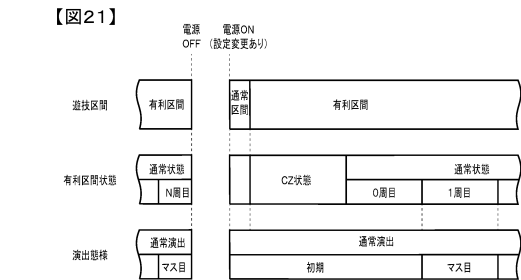 【図21】
電源
OFF
電源ON
(設定変更あり)
遊技区間
有利区間
通常
区間
有利区間
有利区間状態
通常状態
N周目
CZ状態
通常状態
0周目
1周目
演出態様
通常演出
マス目
通常演出
初期
マス目